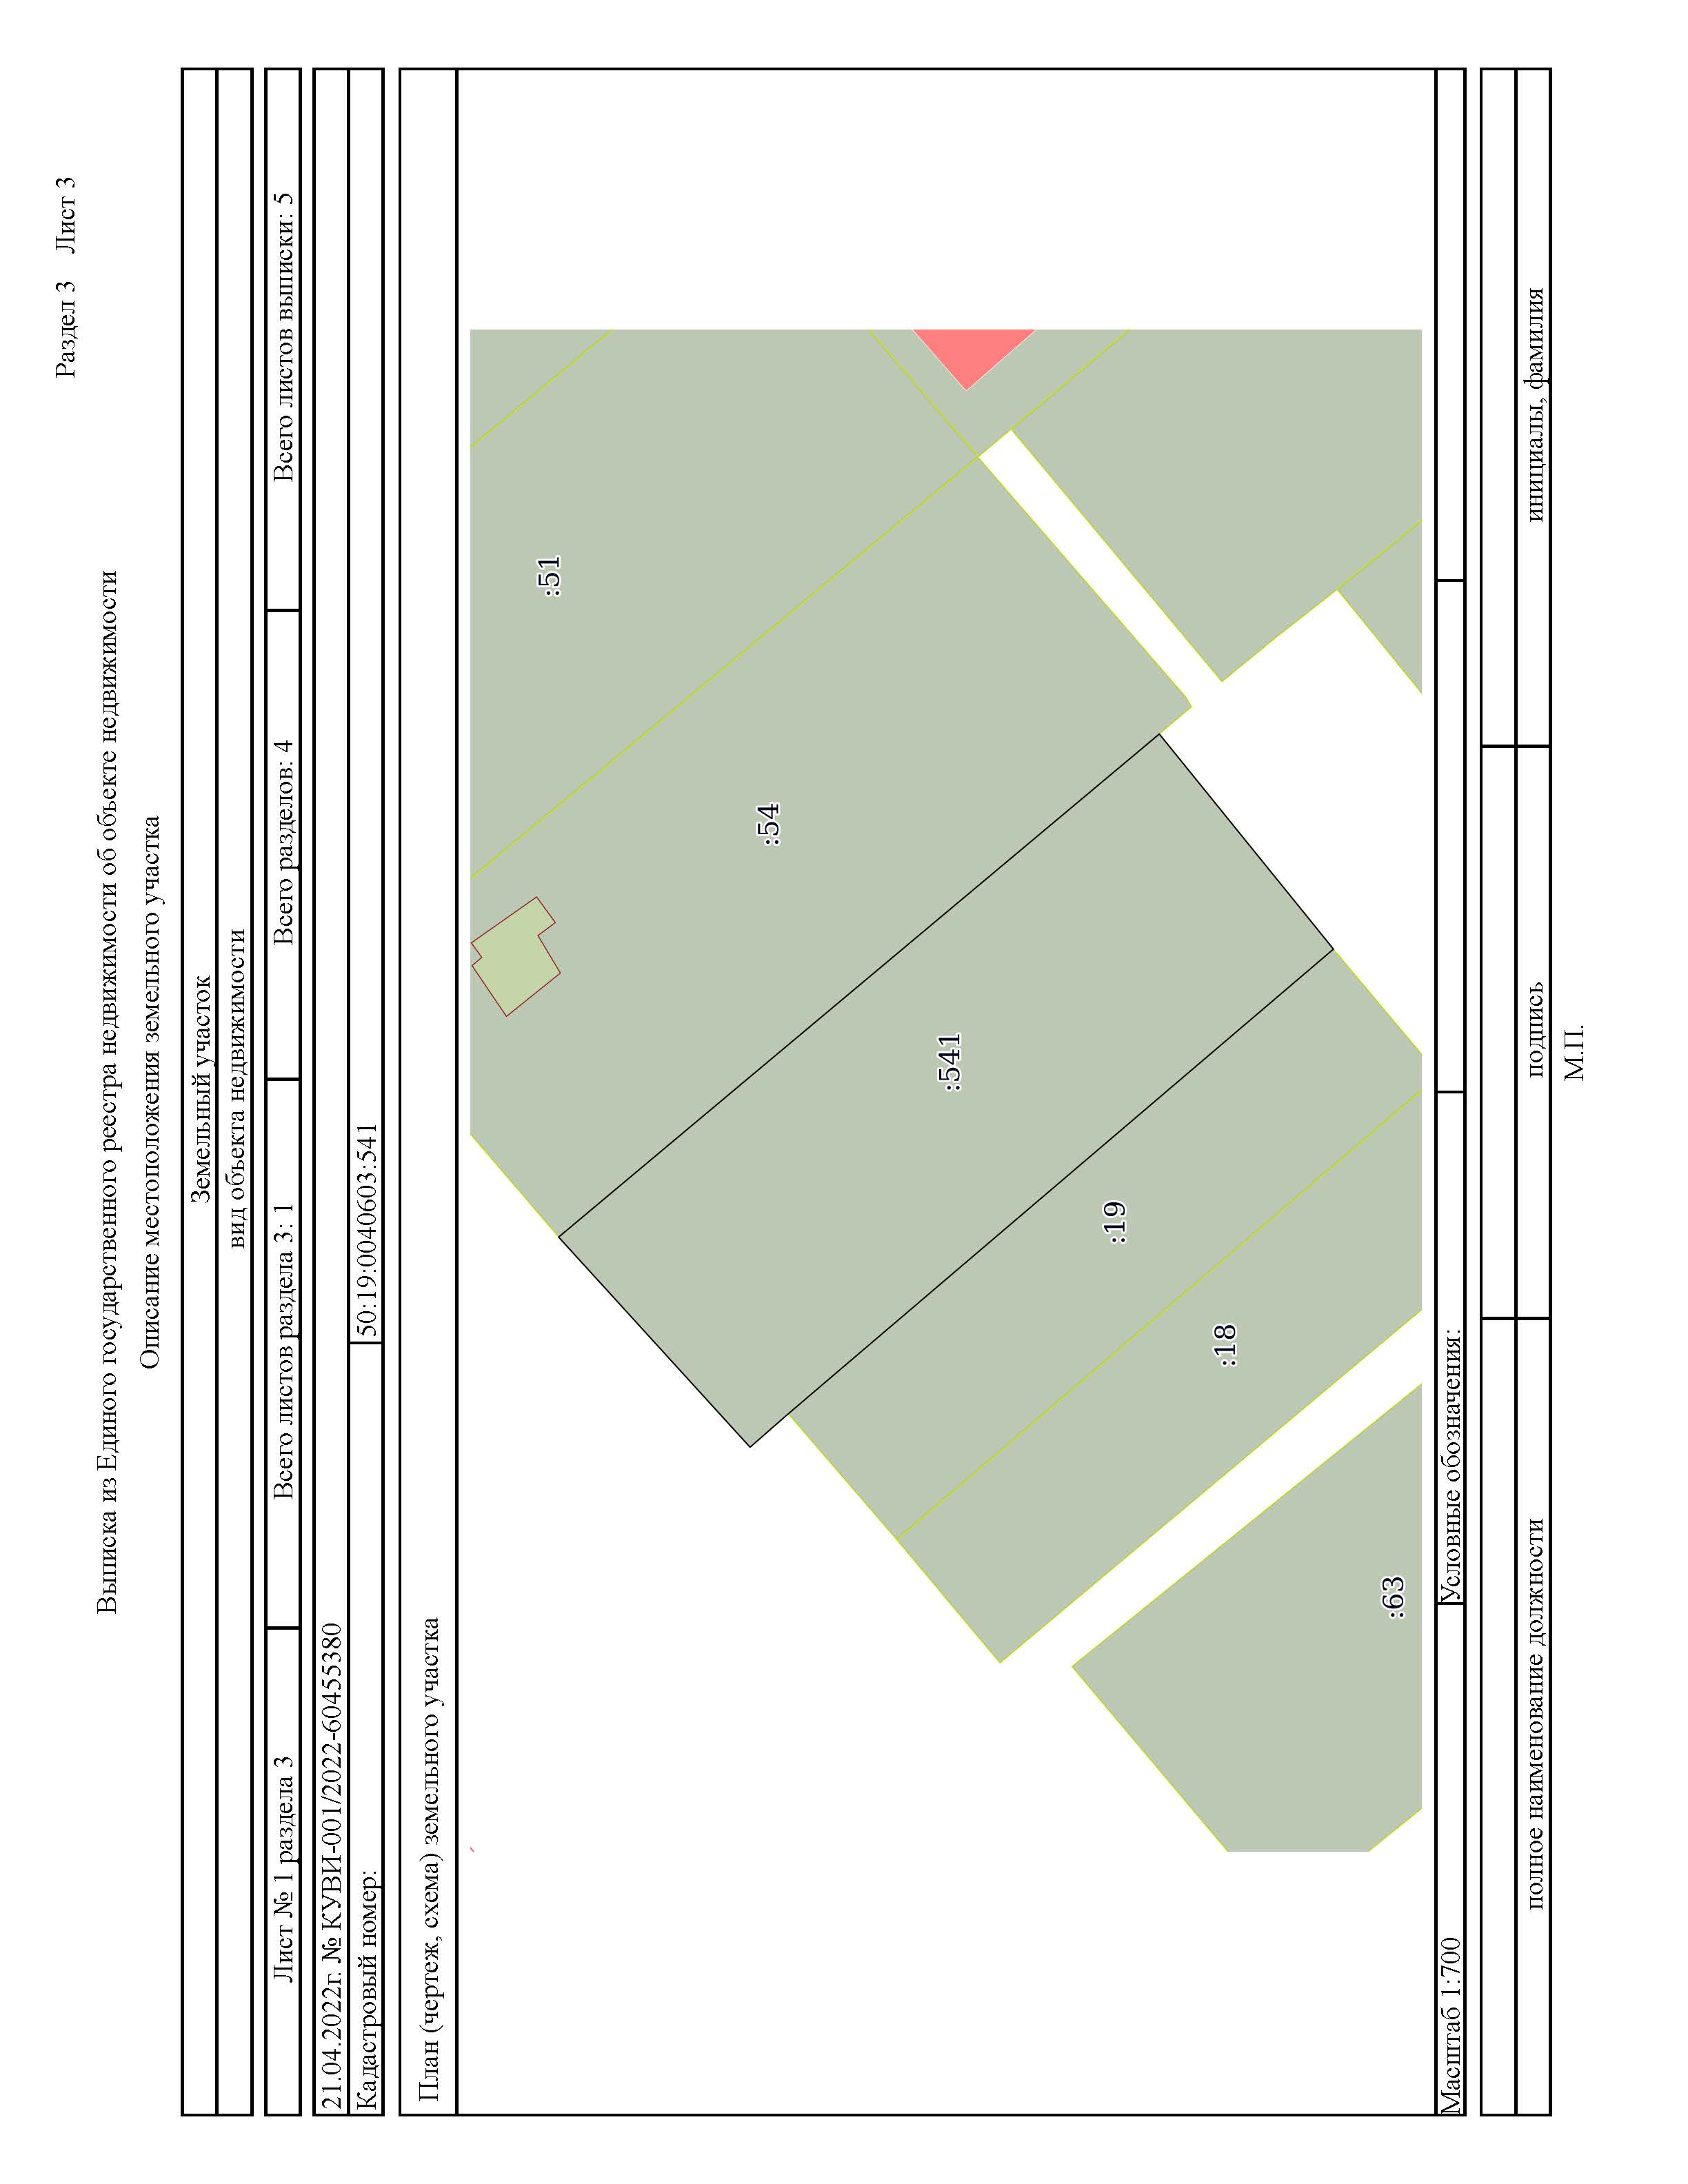 Раздел 3 Лист 3
Выписка из Единого государственного реестра недвижимости об объекте недвижимости
Описание местоположения земельного участка
Земельный участок
вид объекта недвижимости
Лист № 1 раздела 3 Всего листов раздела 3: 1 Всего разделов: 4 Всего листов выписки: 5
21.04.2022г. № КУВИ-001/2022-60455380
Кадастровый номер: 50:19:0040603:541
План (чертеж, схема) земельного участка
:51
:54
:541
:19
:18
:63
Масштаб 1:700 Условные обозначения:
полное наименование должности подпись инициалы, фамилия
М.П.